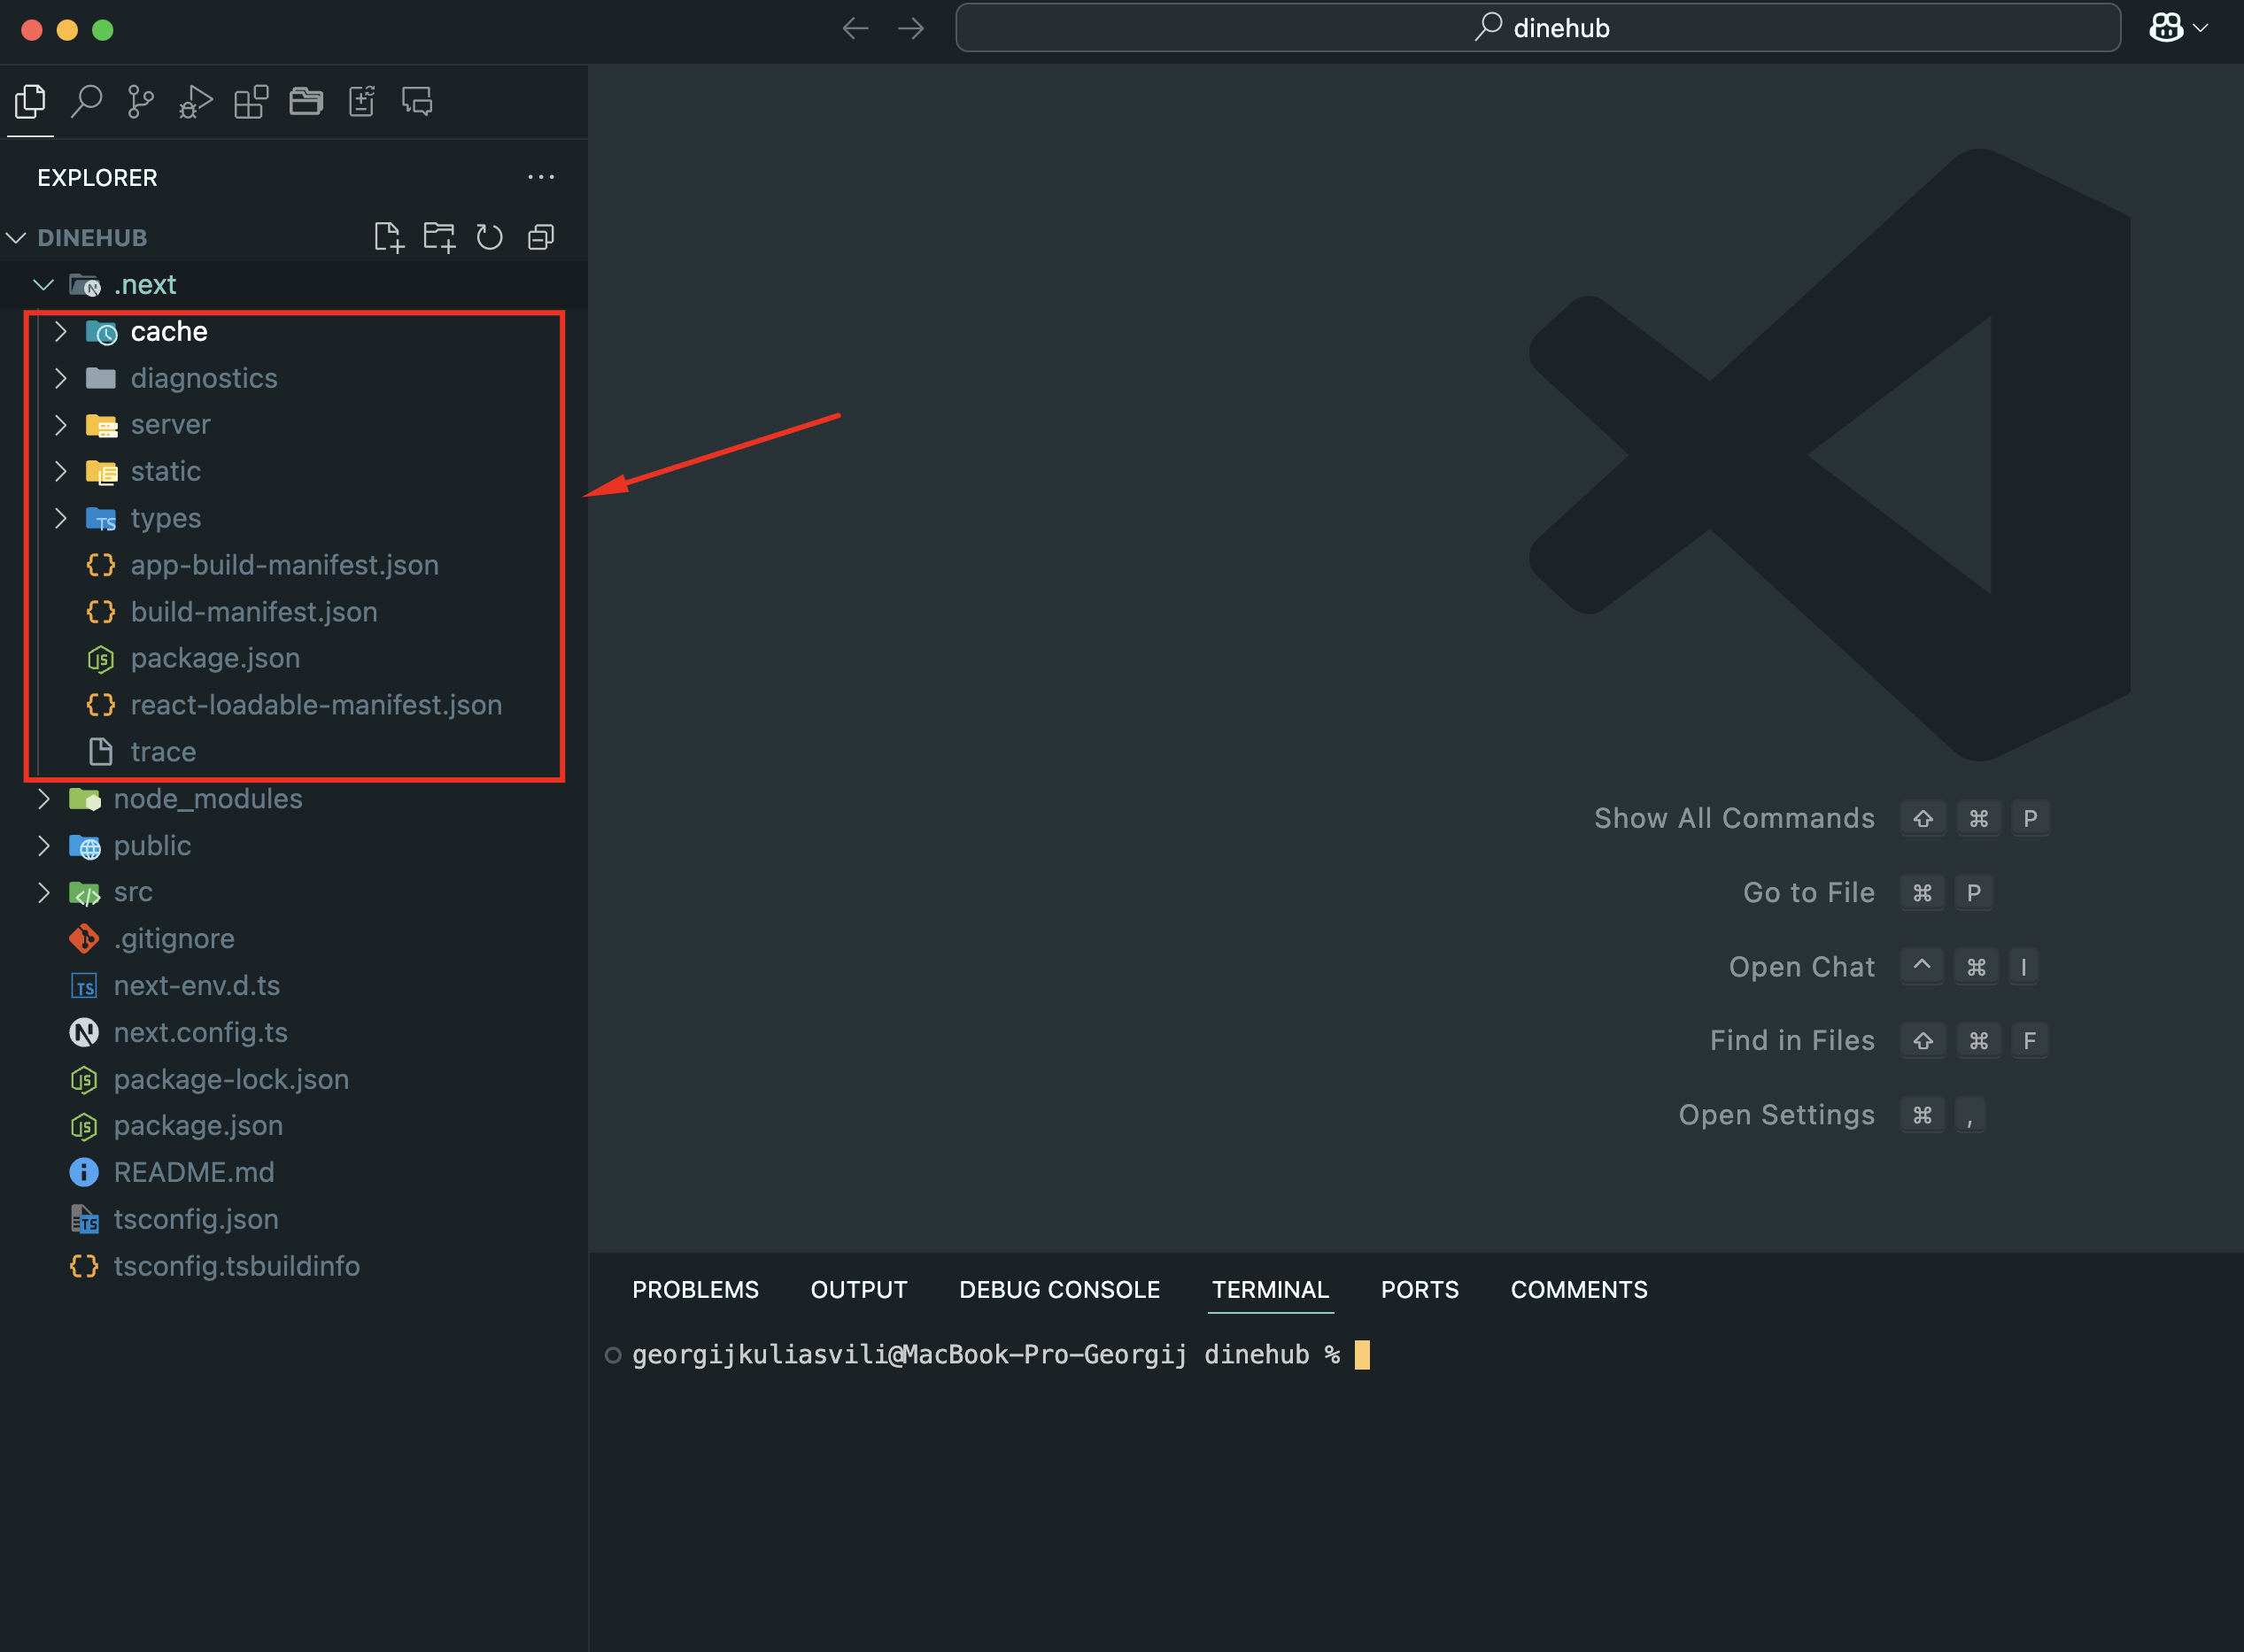 dinehub
EXPLORER
DINEHUB
.next
cache
diagnostics
server
static
types
app-build-manifest.json
build-manifest.json
package.json
react-loadable-manifest.json
trace
node_modules
public
src
.gitignore
next-env.d.ts
next.config.ts
package-lock.json
package.json
README.md
tsconfig.json
tsconfig.tsbuildinfo
Show All Commands ⇧ ⌘ P
Go to File ⌘ P
Open Chat ^ ⌘ I
Find in Files ⇧ ⌘ F
Open Settings ⌘ ,
PROBLEMS OUTPUT DEBUG CONSOLE TERMINAL PORTS COMMENTS
georgijkuliasvili@MacBook-Pro-Georgij dinehub %